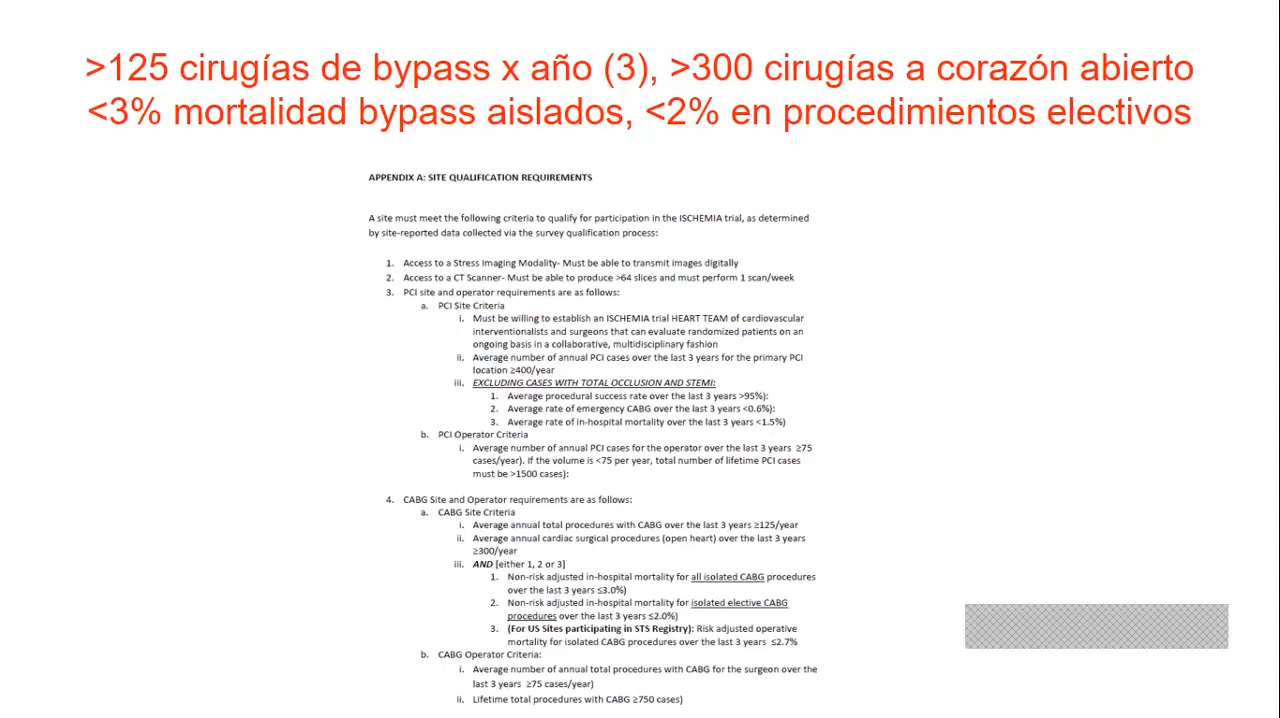 >125 cirugías de bypass x año (3), >300 cirugías a corazón abierto
<3% mortalidad bypass aislados, <2% en procedimientos electivos
APPENDIX A: SITE QUALIFICATION REQUIREMENTS
A site must meet the following criteria to qualify for participation in the ISCHEMIA trial, as determined
by site-reported data collected via the survey qualification process:
1. Access to a Stress Imaging Modality- Must be able to transmit images digitally
2. Access to a CT Scanner- Must be able to produce >64 slices and must perform 1 scan/week
3. PCI site and operator requirements are as follows:
a. PCI Site Criteria
i. Must be willing to establish an ISCHEMIA trial HEART TEAM of cardiovascular
interventionalists and surgeons that can evaluate randomized patients on an
ongoing basis in a collaborative, multidisciplinary fashion
ii. Average number of annual PCI cases over the last 3 years for the primary PCI
location ≥400/year
iii. EXCLUDING CASES WITH TOTAL OCCLUSION AND STEMI:
1. Average procedural success rate over the last 3 years >95%):
2. Average rate of emergency CABG over the last 3 years <0.6%):
3. Average rate of in-hospital mortality over the last 3 years <1.5%)
b. PCI Operator Criteria
i. Average number of annual PCI cases for the operator over the last 3 years ≥75
cases/year). If the volume is <75 per year, total number of lifetime PCI cases
must be >1500 cases):
4. CABG Site and Operator requirements are as follows:
a. CABG Site Criteria
i. Average annual total procedures with CABG over the last 3 years ≥125/year
ii. Average annual cardiac surgical procedures (open heart) over the last 3 years
≥300/year
iii. AND [either 1, 2 or 3]
1. Non-risk adjusted in-hospital mortality for all isolated CABG procedures
over the last 3 years ≤3.0%)
2. Non-risk adjusted in-hospital mortality for isolated elective CABG
procedures over the last 3 years ≤2.0%)
3. (For US Sites participating in STS Registry): Risk adjusted operative
mortality for isolated CABG procedures over the last 3 years ≤2.7%
b. CABG Operator Criteria:
i. Average number of annual total procedures with CABG for the surgeon over the
last 3 years ≥75 cases/year)
ii. Lifetime total procedures with CABG ≥750 cases)